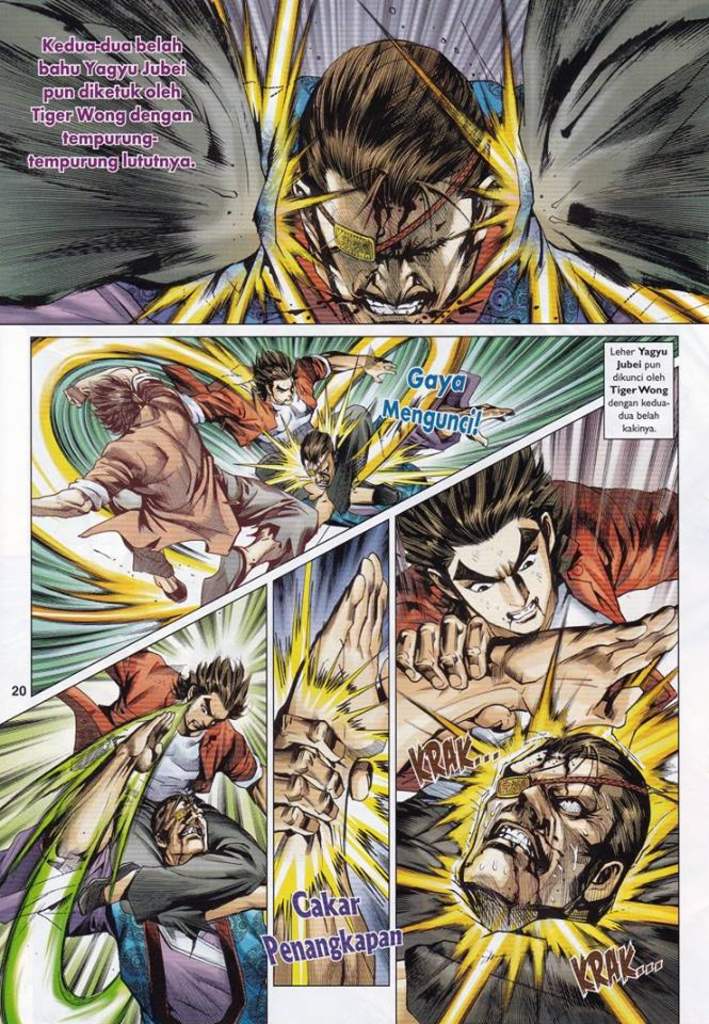 Kedua-dua belah
bahu Yagyu Jubei
pun diketuk oleh
Tiger Wong dengan
tempurung-
tempurung lututnya.
Gaya
Mengunci!
Leher Yagyu
Jubei pun
dikunci oleh
Tiger Wong
dengan kedua-
dua belah
kakinya.
20
Cakar
Penangkapan
KRAK...
KRAK...